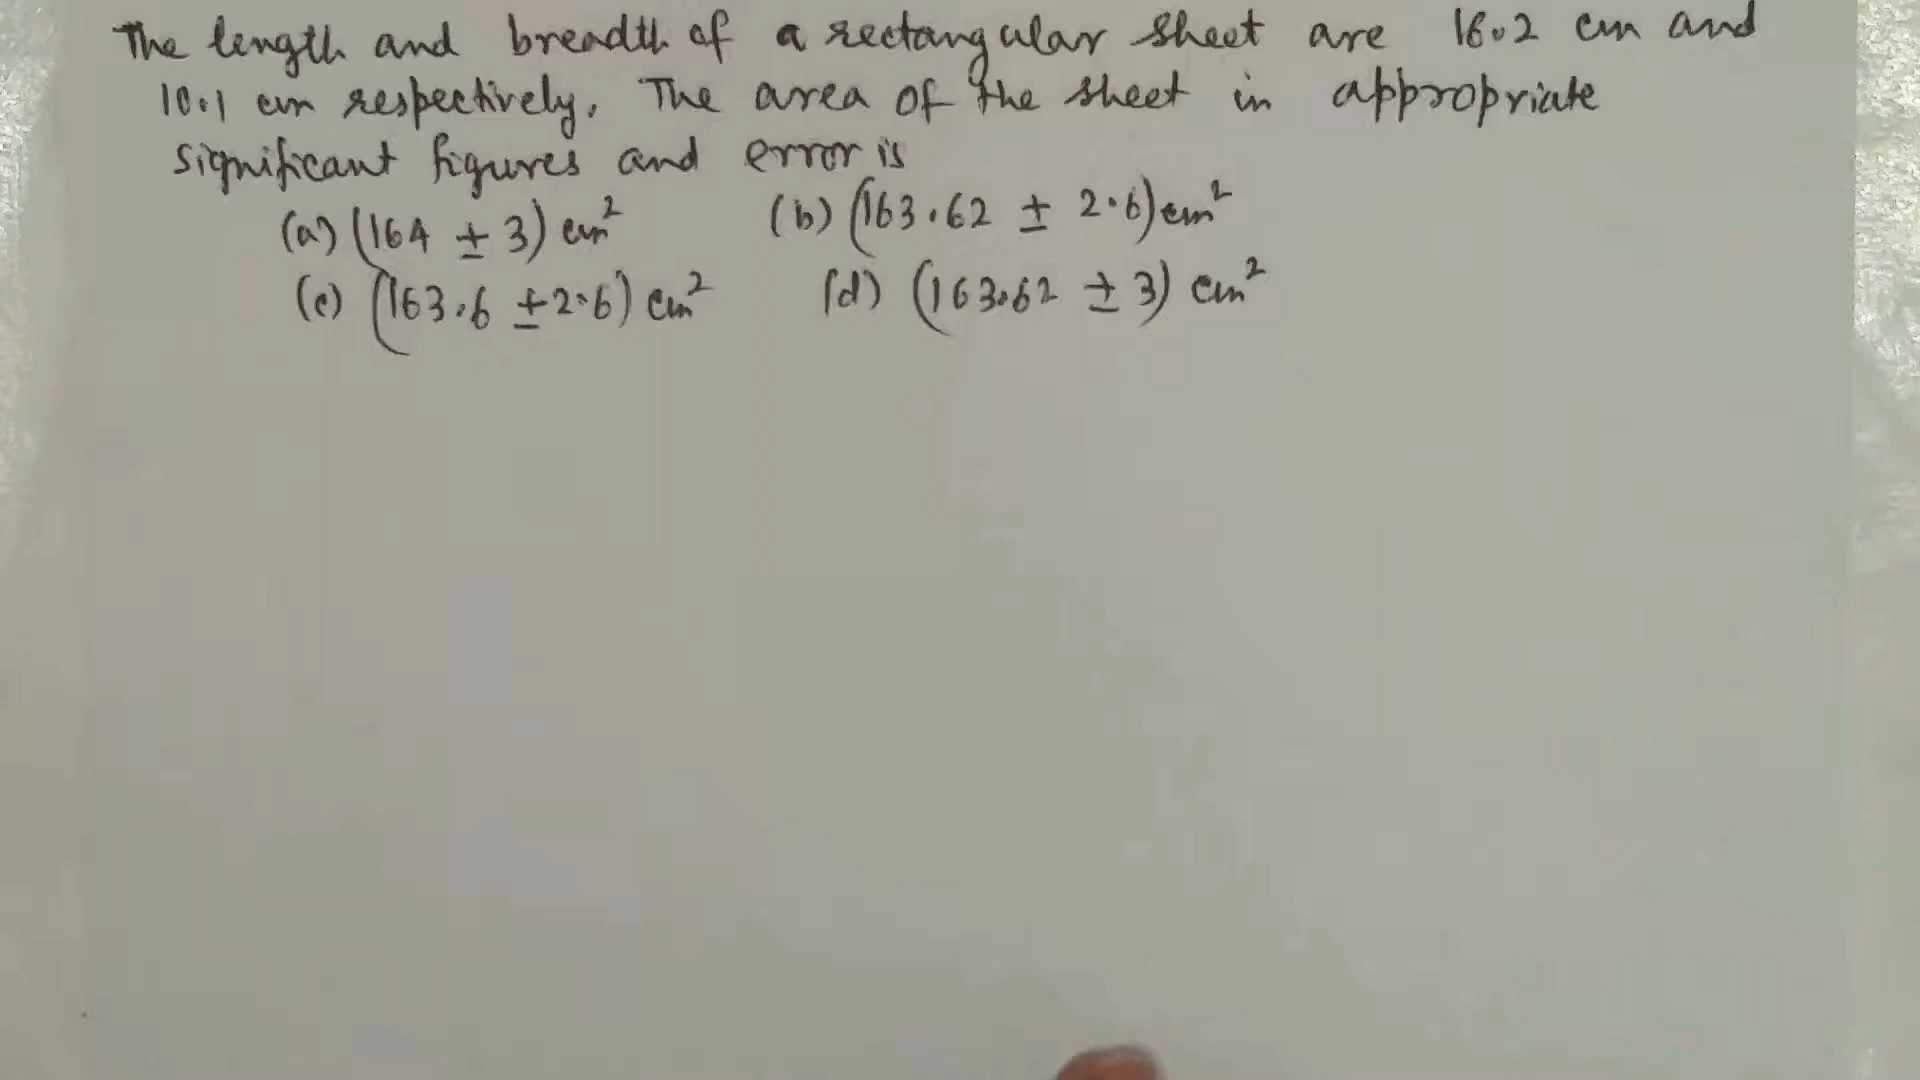 The length and breadth of a rectangular sheet are 16.2 cm and
10.1 cm respectively. The area of the sheet in appropriate
significant figures and error is
(a) (164 ± 3) cm² (b) (163.62 ± 2.6) cm²
(c) (163.6 ± 2.6) cm² (d) (163.62 ± 3) cm²